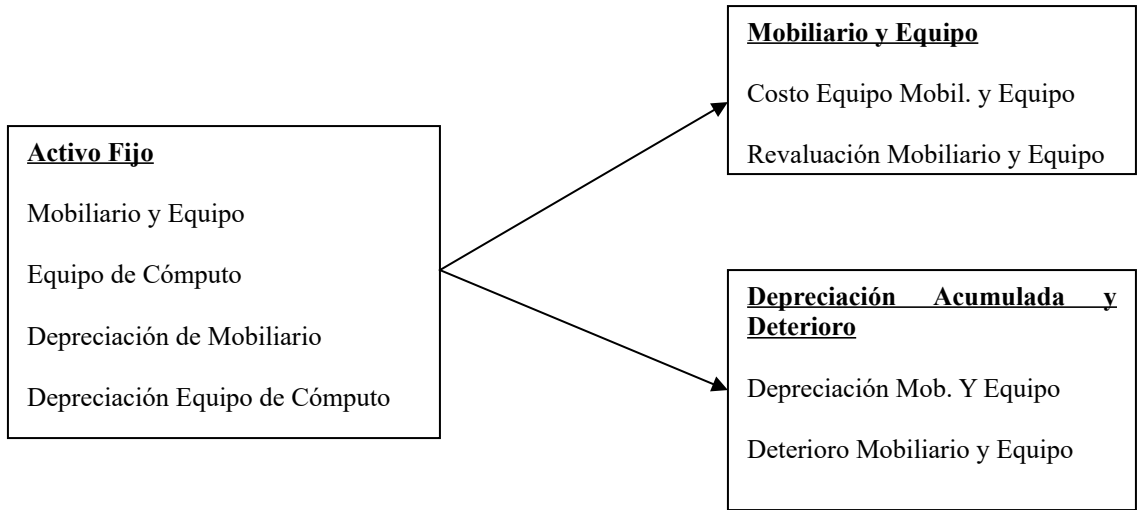 Activo Fijo
Mobiliario y Equipo
Equipo de Cómputo
Depreciación de Mobiliario
Depreciación Equipo de Cómputo
Mobiliario y Equipo
Costo Equipo Mobil. y Equipo
Revaluación Mobiliario y Equipo
Depreciación Acumulada y
Deterioro
Depreciación Mob. Y Equipo
Deterioro Mobiliario y Equipo